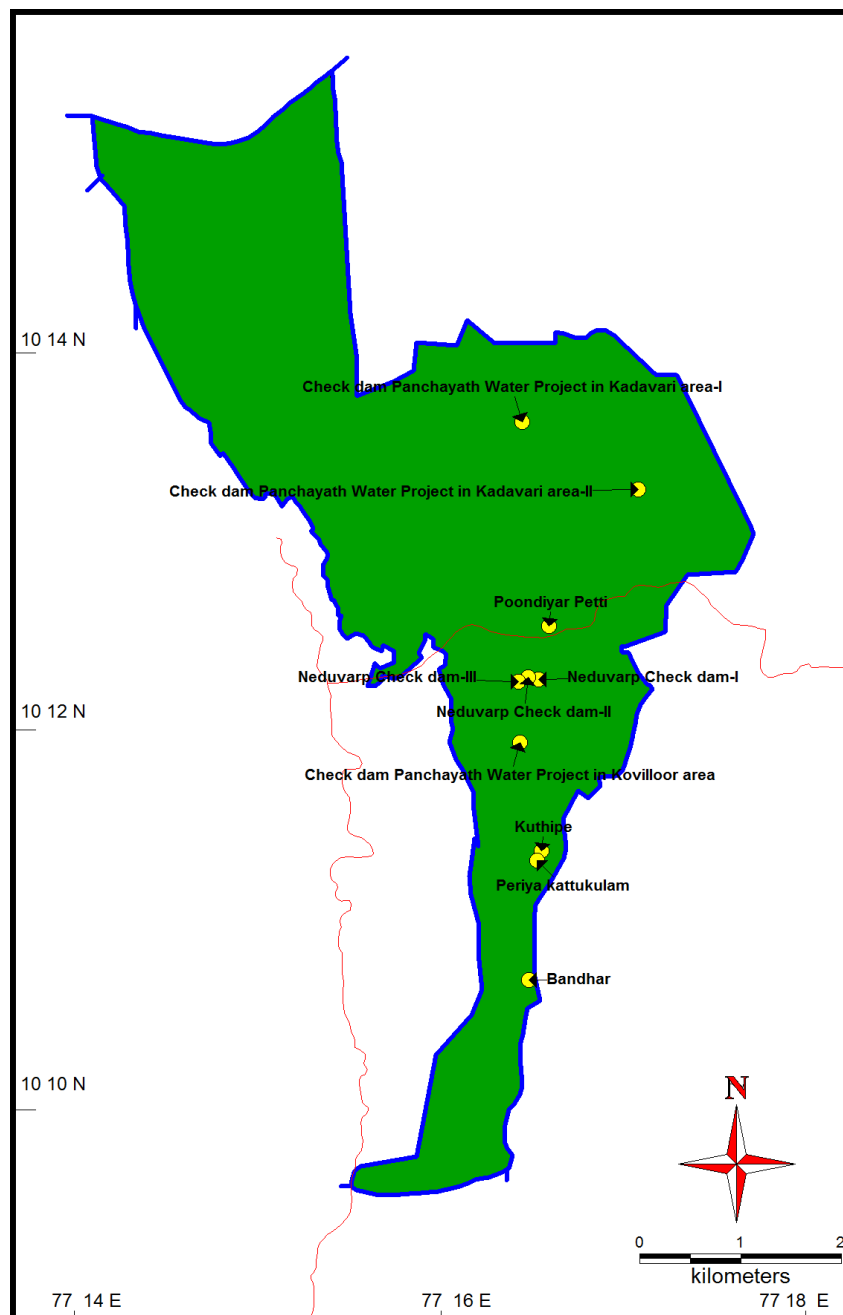 10 14 N
Check dam Panchayath Water Project in Kadavari area-I
Check dam Panchayath Water Project in Kadavari area-II
Poondiyar Petti
Neduvarp Check dam-III
Neduvarp Check dam-I
Neduvarp Check dam-II
10 12 N
Check dam Panchayath Water Project in Kovilloor area
Kuthipe
Periya kattukulam
Bandhar
10 10 N
N
0 1 2
kilometers
77 14 E 77 16 E 77 18 E